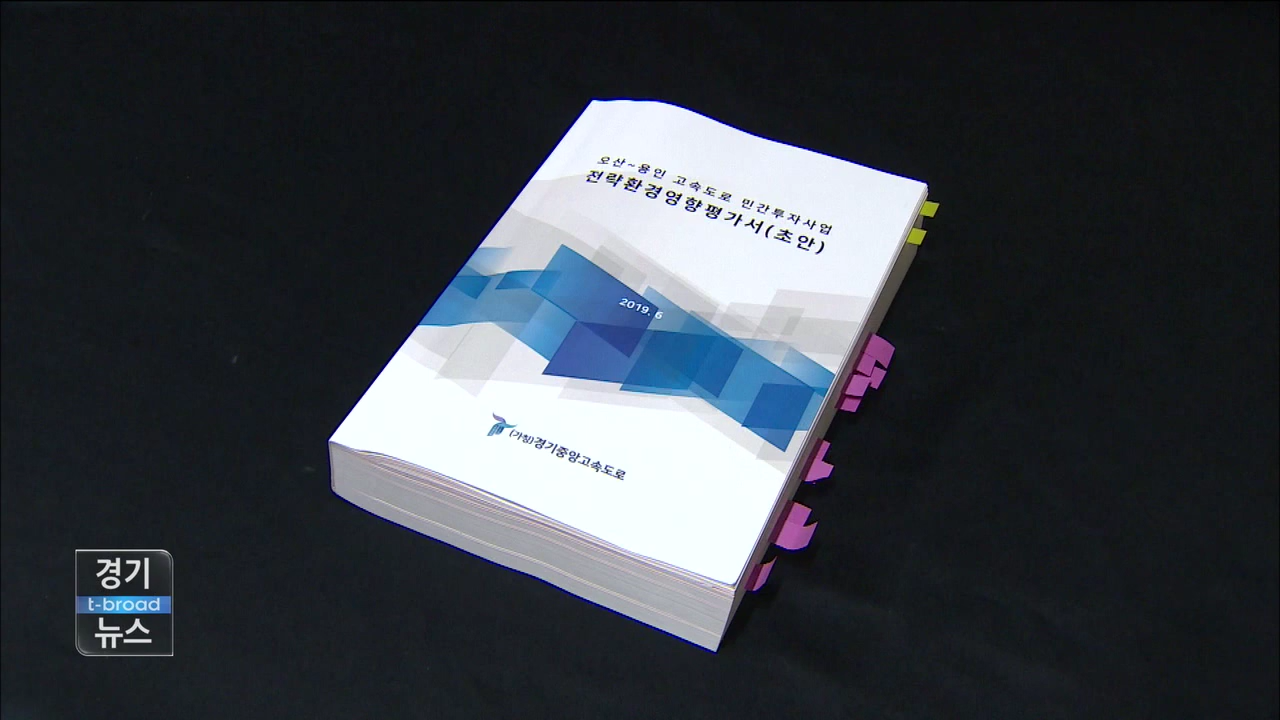 오산~용인 고속도로 민간투자사업
전략환경영향평가서(초안)
2019. 6
(가칭)경기중앙고속도로
경기
t-broad
뉴스